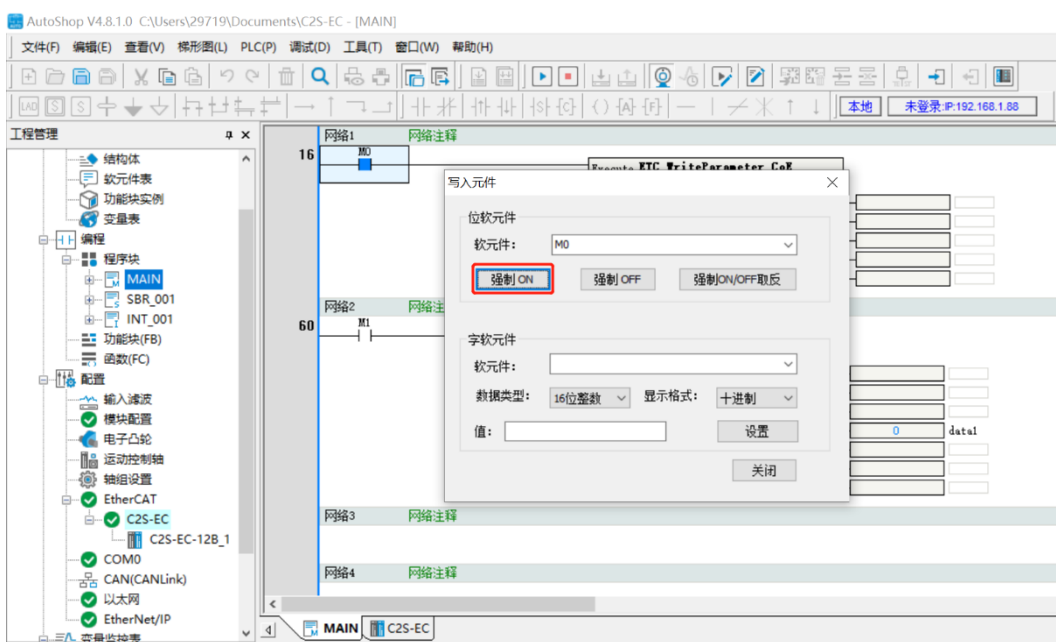 AutoShop V4.8.1.0 C:\Users\29719\Documents\C2S-EC - [MAIN]
文件(F) 编辑(E) 查看(V) 梯形图(L) PLC(P) 调试(D) 工具(T) 窗口(W) 帮助(H)
LAD
本地 未登录:IP:192.168.1.88
工程管理
结构体
软元件表
功能块实例
变量表
编程
程序块
MAIN
SBR_001
INT_001
功能块(FB)
函数(FC)
配置
输入滤波
模块配置
电子凸轮
运动控制轴
轴组设置
EtherCAT
C2S-EC
C2S-EC-12B_1
COM0
CAN(CANLink)
以太网
EtherNet/IP
变量监控表
网络1 网络注释
16
M0
Execute ETC_WriteParameter_CoE
网络2 网络注
60
M1
0 data1
网络3 网络注释
网络4 网络注释
写入元件
位软元件
软元件: M0
强制 ON 强制 OFF 强制ON/OFF取反
字软元件
软元件:
数据类型: 16位整数 显示格式: 十进制
值: 设置
关闭
MAIN C2S-EC